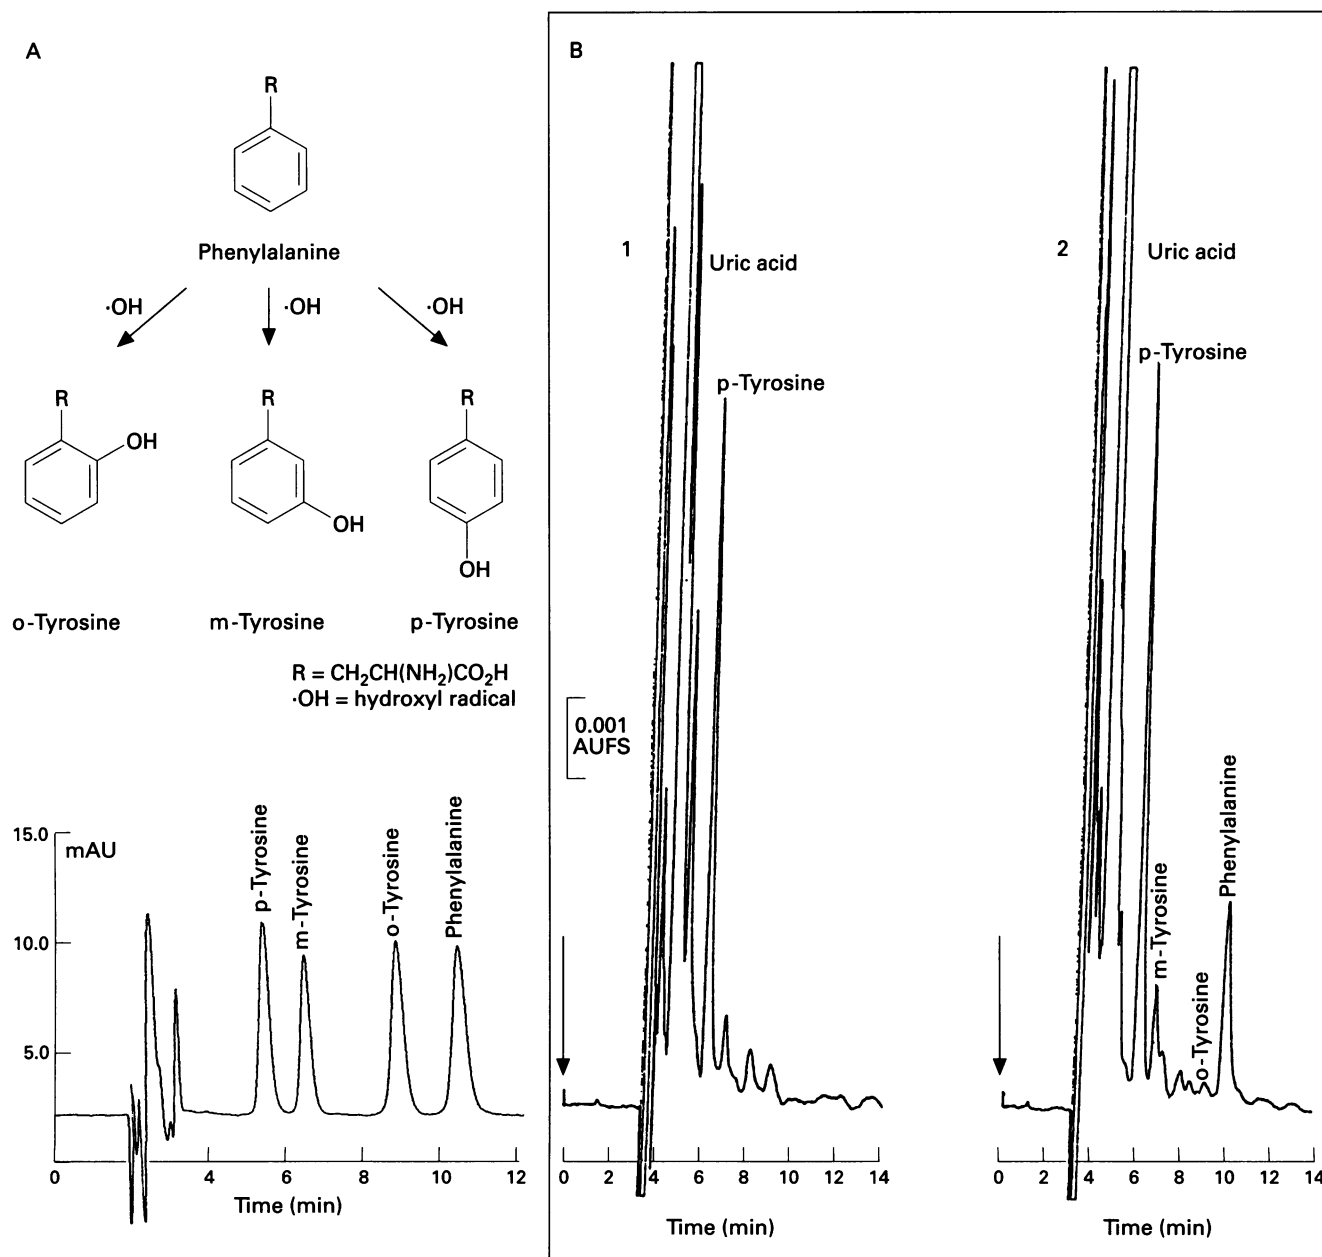 A
R
Phenylalanine
·OH
·OH
·OH
R
OH
R
OH
R
OH
o-Tyrosine
m-Tyrosine
p-Tyrosine
R = CH₂CH(NH₂)CO₂H
·OH = hydroxyl radical
15.0
mAU
10.0
5.0
p-Tyrosine
m-Tyrosine
o-Tyrosine
Phenylalanine
0 4 6 8 10 12
Time (min)
B
1
Uric acid
p-Tyrosine
0.001
AUFS
0 2 4 6 8 10 12 14
Time (min)
2
Uric acid
p-Tyrosine
m-Tyrosine
o-Tyrosine
Phenylalanine
0 2 4 6 8 10 12 14
Time (min)